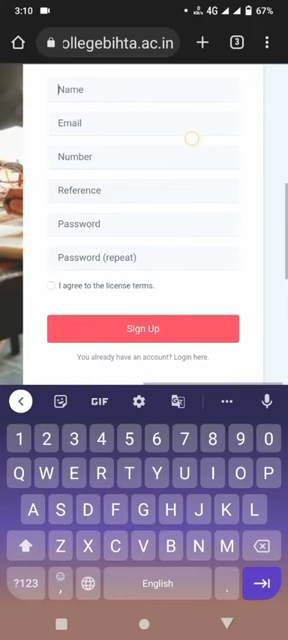 3:10 4G 67%
ollegebihta.ac.in 3
Name
Email
Number
Reference
Password
Password (repeat)
I agree to the license terms.
Sign Up
You already have an account? Login here.
GIF
1 2 3 4 5 6 7 8 9 0
Q W E R T Y U I O P
A S D F G H J K L
Z X C V B N M
?123 , English .